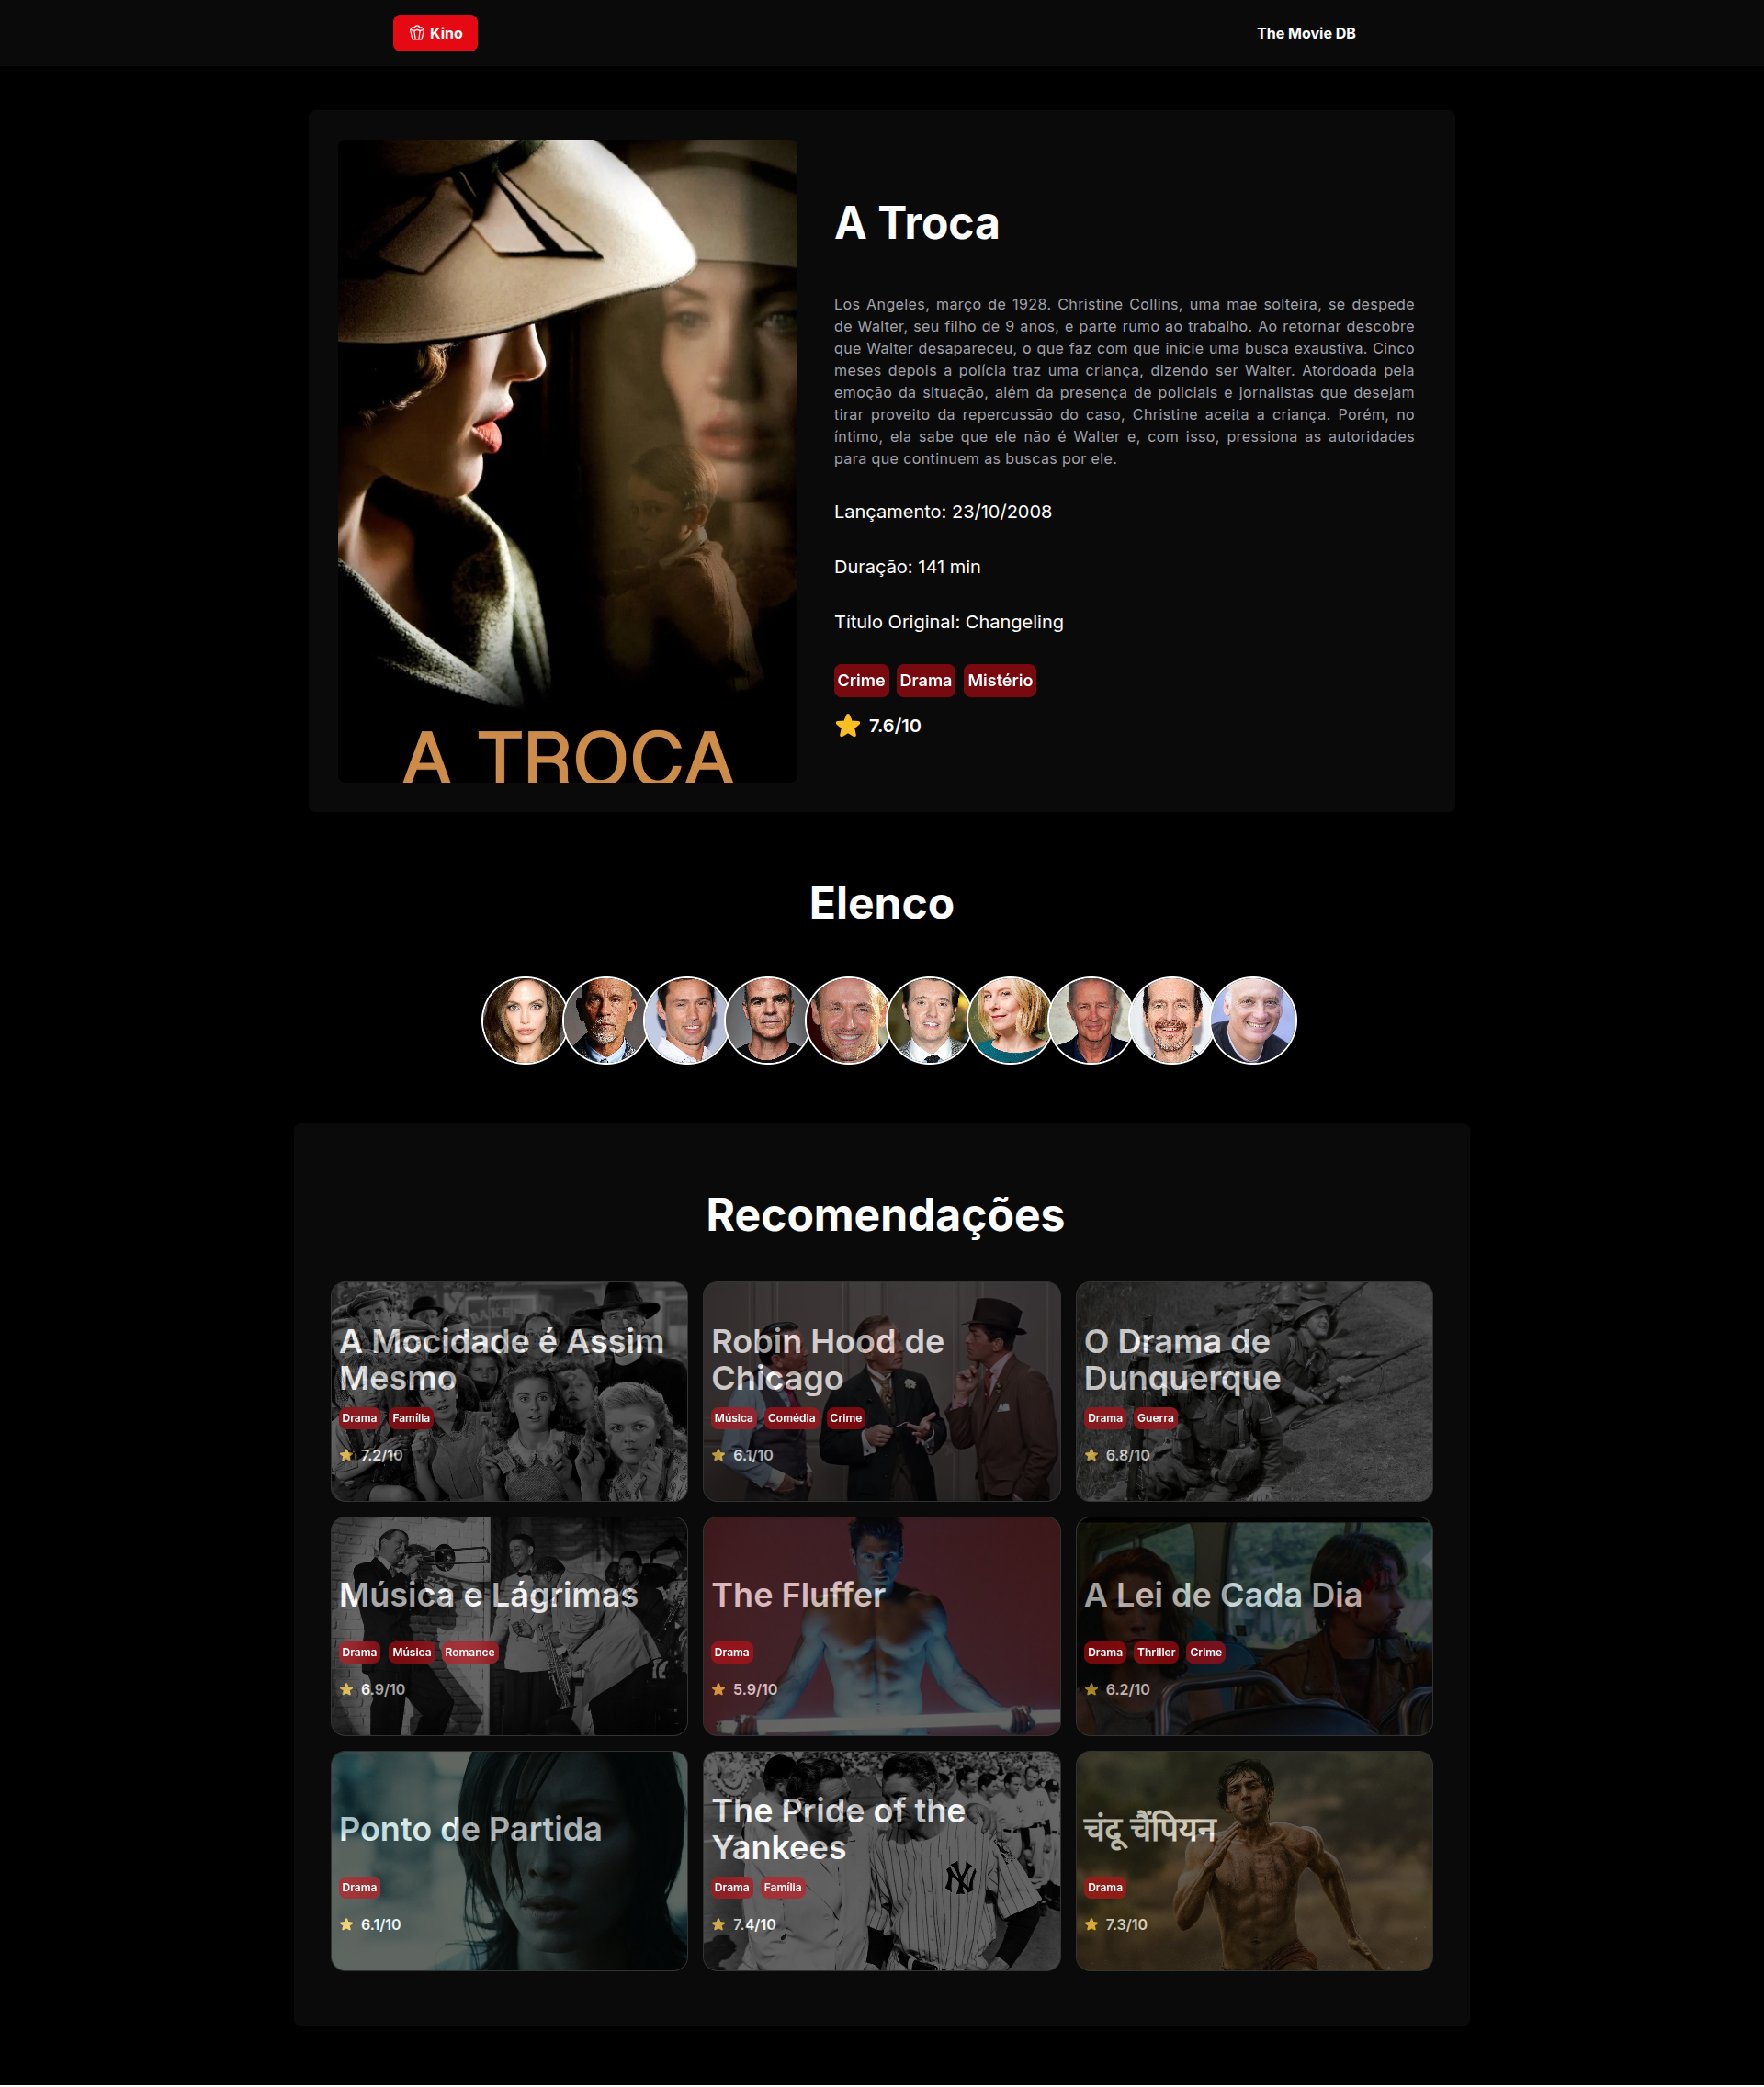 Kino
The Movie DB
A Troca
Los Angeles, março de 1928. Christine Collins, uma mãe solteira, se despede
de Walter, seu filho de 9 anos, e parte rumo ao trabalho. Ao retornar descobre
que Walter desapareceu, o que faz com que inicie uma busca exaustiva. Cinco
meses depois a polícia traz uma criança, dizendo ser Walter. Atordoada pela
emoção da situação, além da presença de policiais e jornalistas que desejam
tirar proveito da repercussão do caso, Christine aceita a criança. Porém, no
íntimo, ela sabe que ele não é Walter e, com isso, pressiona as autoridades
para que continuem as buscas por ele.
Lançamento: 23/10/2008
Duração: 141 min
Título Original: Changeling
Crime Drama Mistério
7.6/10
A TROCA
Elenco
Recomendações
A Mocidade é Assim
Mesmo
Drama Família
7.2/10
Robin Hood de
Chicago
Música Comédia Crime
6.1/10
O Drama de
Dunquerque
Drama Guerra
6.8/10
Música e Lágrimas
Drama Música Romance
6.9/10
The Fluffer
Drama
5.9/10
A Lei de Cada Dia
Drama Thriller Crime
6.2/10
Ponto de Partida
Drama
6.1/10
The Pride of the
Yankees
Drama Família
7.4/10
चंदू चैंपियन
Drama
7.3/10